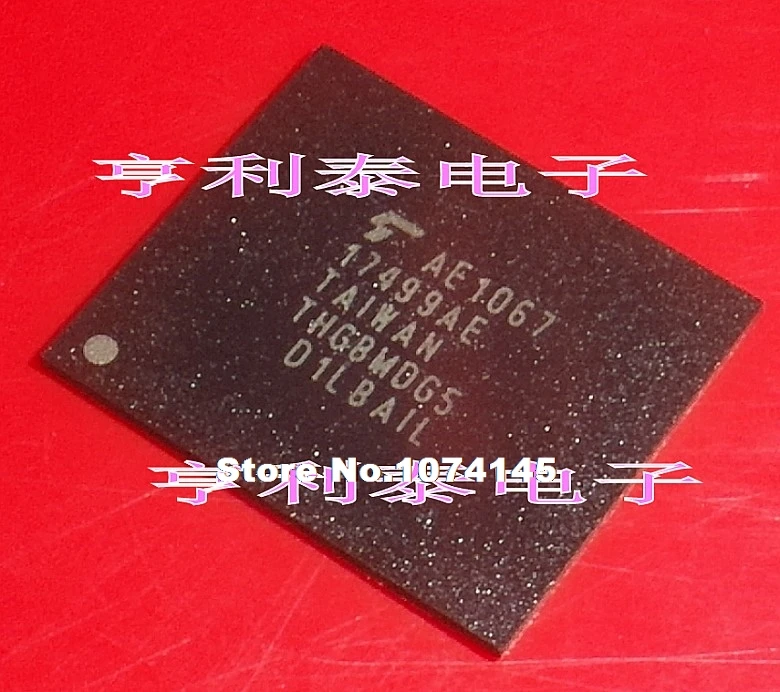 亨利泰电子
AE1067
17499AE
TAIWAN
THGBMDG5
D1LBAIL
Store No.1074145
亨利泰电子